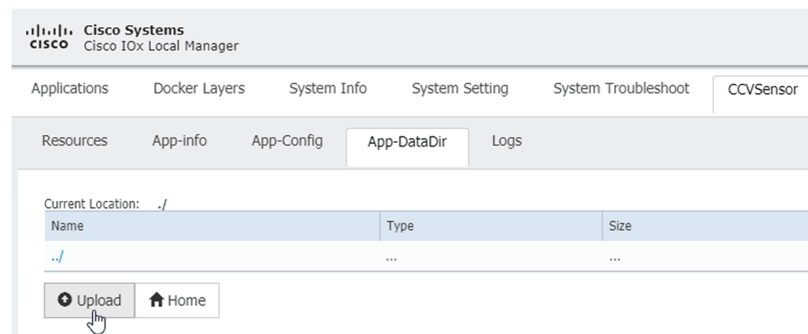 Cisco Systems
CISCO Cisco IOx Local Manager
Applications Docker Layers System Info System Setting System Troubleshoot CCVSensor
Resources App-info App-Config App-DataDir Logs
Current Location: ./
Name Type Size
../ ... ...
Upload Home